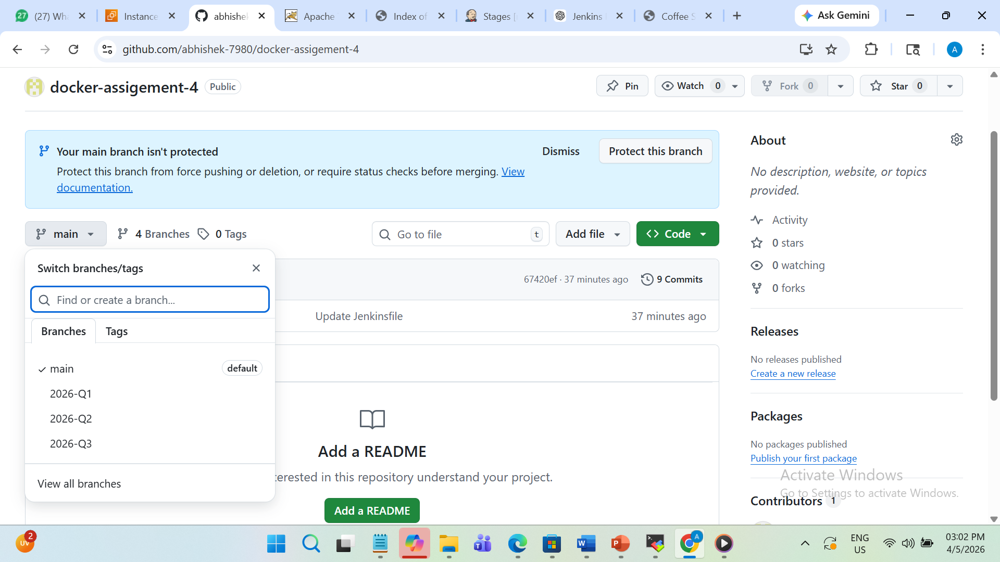 27
(27) Wh
Instance
abhishek
Apache
Index of
Stages [
Jenkins
Coffee S
Ask Gemini
github.com/abhishek-7980/docker-assigement-4
A
docker-assigement-4
Public
Pin
Watch 0
Fork 0
Star 0
Your main branch isn't protected
Dismiss
Protect this branch
Protect this branch from force pushing or deletion, or require status checks before merging. View
documentation.
main
4 Branches
0 Tags
Go to file
t
Add file
Code
Switch branches/tags
Find or create a branch...
Branches
Tags
main
default
2026-Q1
2026-Q2
2026-Q3
View all branches
67420ef · 37 minutes ago
9 Commits
Update Jenkinsfile
37 minutes ago
Add a README
terested in this repository understand your project.
Add a README
About
No description, website, or topics
provided.
Activity
0 stars
0 watching
0 forks
Releases
No releases published
Create a new release
Packages
No packages published
Publish your first package
Activate Windows
Go to Settings to activate Windows.
Contributors 1
UV
2
T
W
P
A
ENG
US
03:02 PM
4/5/2026